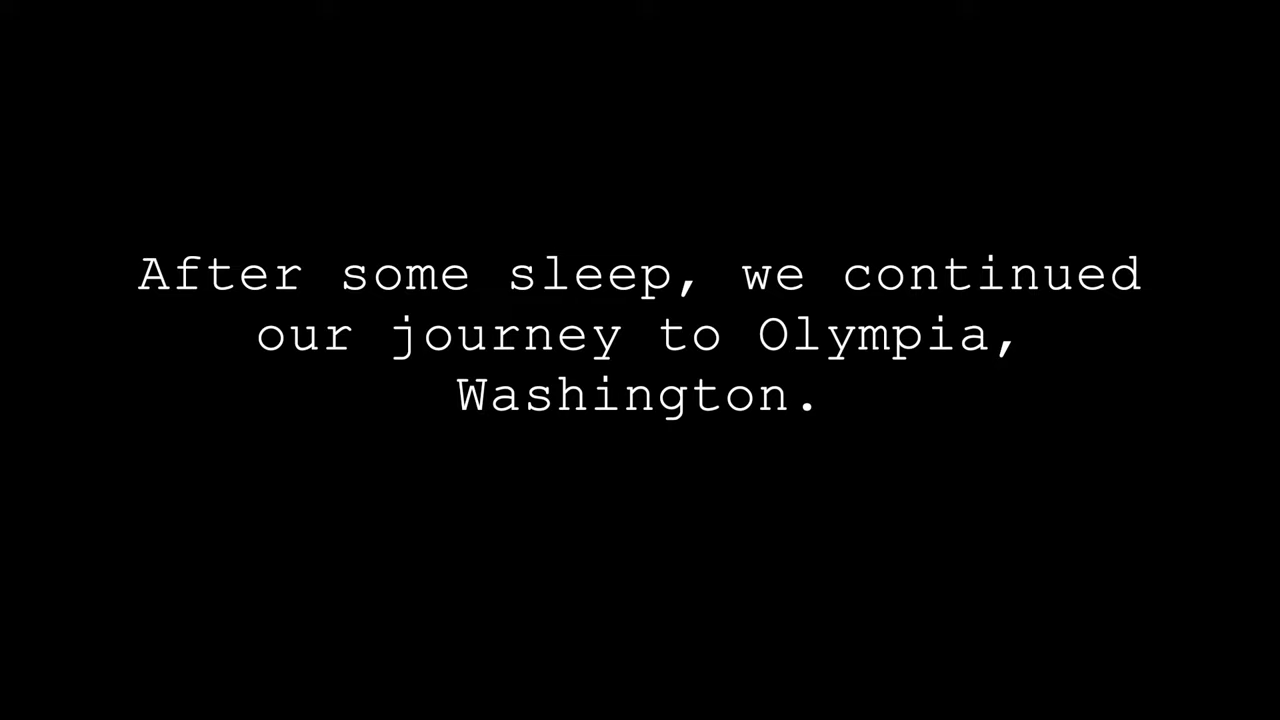 After some sleep, we continued
our journey to Olympia,
Washington.